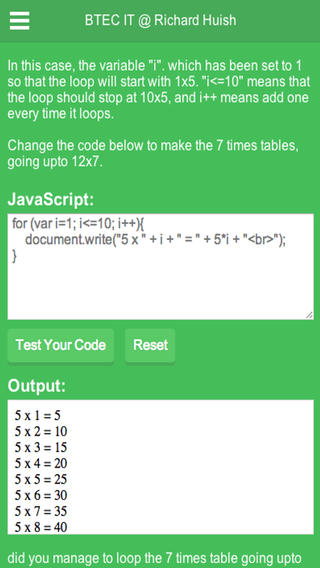 BTEC IT @ Richard Huish
In this case, the variable "i". which has been set to 1
so that the loop will start with 1x5. "i<=10" means that
the loop should stop at 10x5, and i++ means add one
every time it loops.
Change the code below to make the 7 times tables,
going upto 12x7.
JavaScript:
for (var i=1; i<=10; i++){
document.write("5 x " + i + " = " + 5*i + "<br>");
}
Test Your Code Reset
Output:
5 x 1 = 5
5 x 2 = 10
5 x 3 = 15
5 x 4 = 20
5 x 5 = 25
5 x 6 = 30
5 x 7 = 35
5 x 8 = 40
did you manage to loop the 7 times table going upto